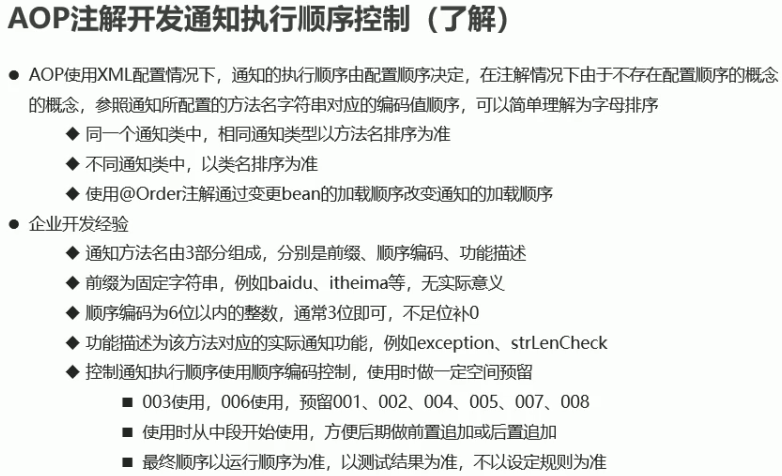 AOP注解开发通知执行顺序控制（了解）
● AOP使用XML配置情况下，通知的执行顺序由配置顺序决定，在注解情况下由于不存在配置顺序的概念
的概念，参照通知所配置的方法名字符串对应的编码值顺序，可以简单理解为字母排序
◆ 同一个通知类中，相同通知类型以方法名排序为准
◆ 不同通知类中，以类名排序为准
◆ 使用@Order注解通过变更bean的加载顺序改变通知的加载顺序
● 企业开发经验
◆ 通知方法名由3部分组成，分别是前缀、顺序编码、功能描述
◆ 前缀为固定字符串，例如baidu、itheima等，无实际意义
◆ 顺序编码为6位以内的整数，通常3位即可，不足位补0
◆ 功能描述为该方法对应的实际通知功能，例如exception、strLenCheck
◆ 控制通知执行顺序使用顺序编码控制，使用时做一定空间预留
■ 003使用，006使用，预留001、002、004、005、007、008
■ 使用时从中段开始使用，方便后期做前置追加或后置追加
■ 最终顺序以运行顺序为准，以测试结果为准，不以设定规则为准